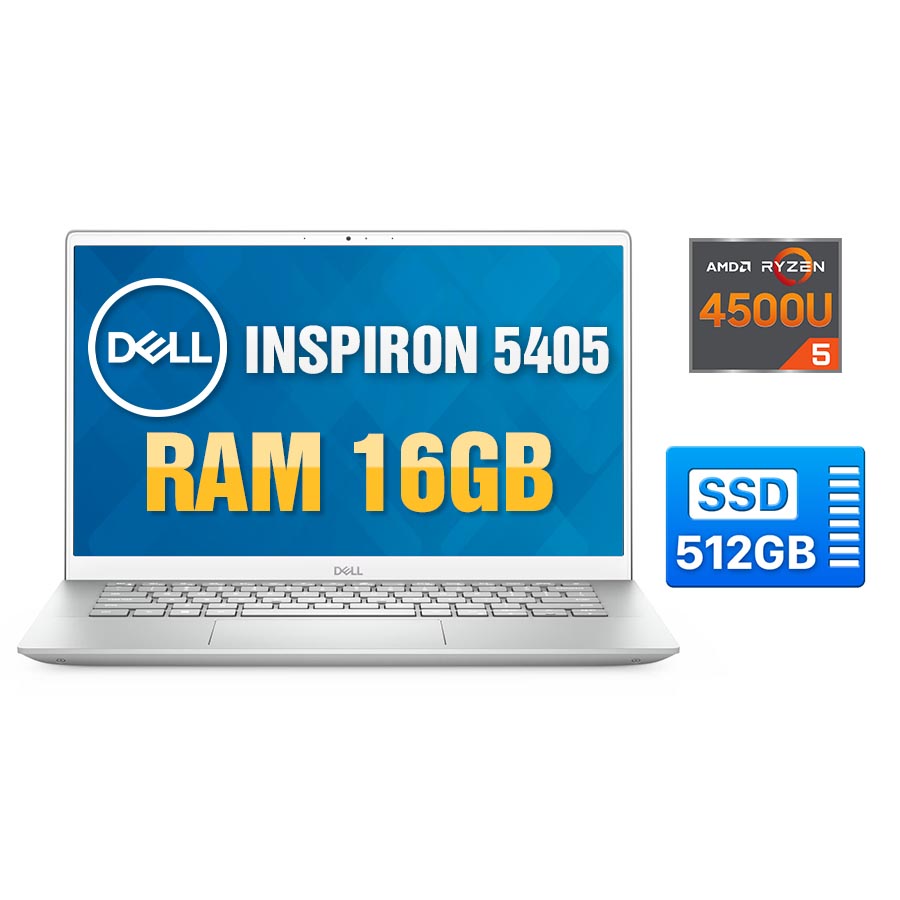 DELL INSPIRON 5405
RAM 16GB
DELL
AMD RYZEN
4500U
5
SSD
512GB